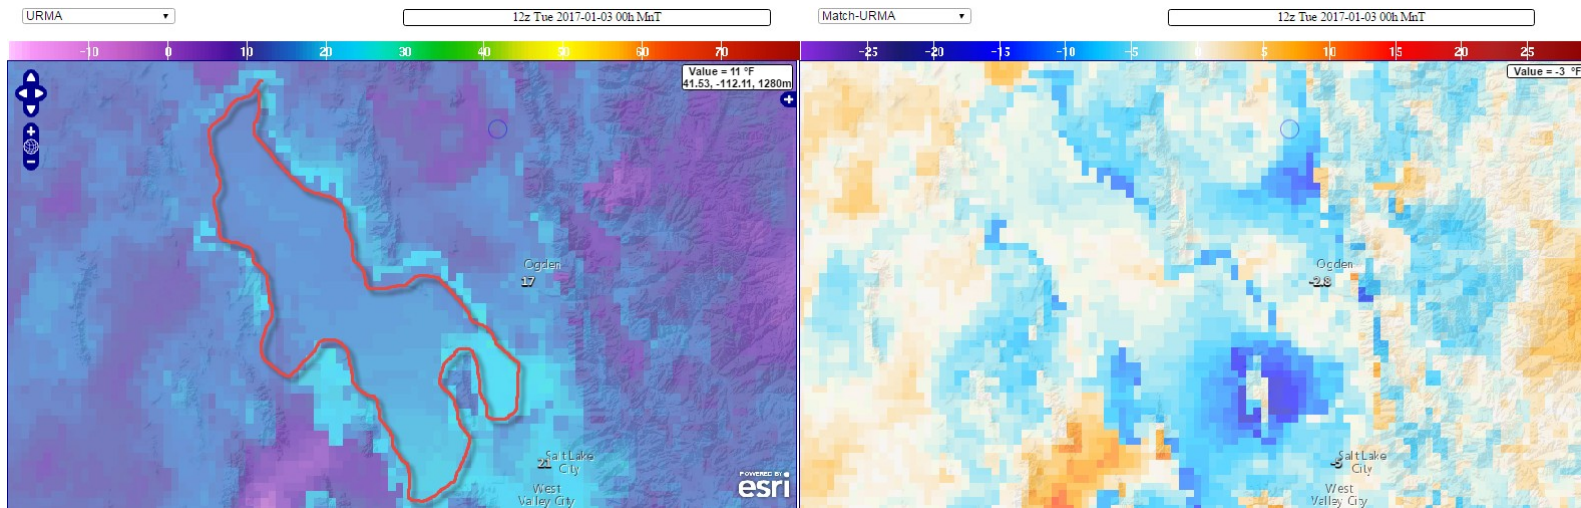 URMA
12z Tue 2017-01-03 00h MnT
Match-URMA
12z Tue 2017-01-03 00h MnT
-10 0 10 20 30 40 50 60 70
-25 -20 -15 -10 -5 0 5 10 15 20 25
Value = 11 °F
41.53, -112.11, 1280m
Value = -3 °F
Ogden
17
Ogden
-2.8
21
Salt Lake
City
West
Valley City
POWERED BY
esri
-5
Salt Lake
City
West
Valley City